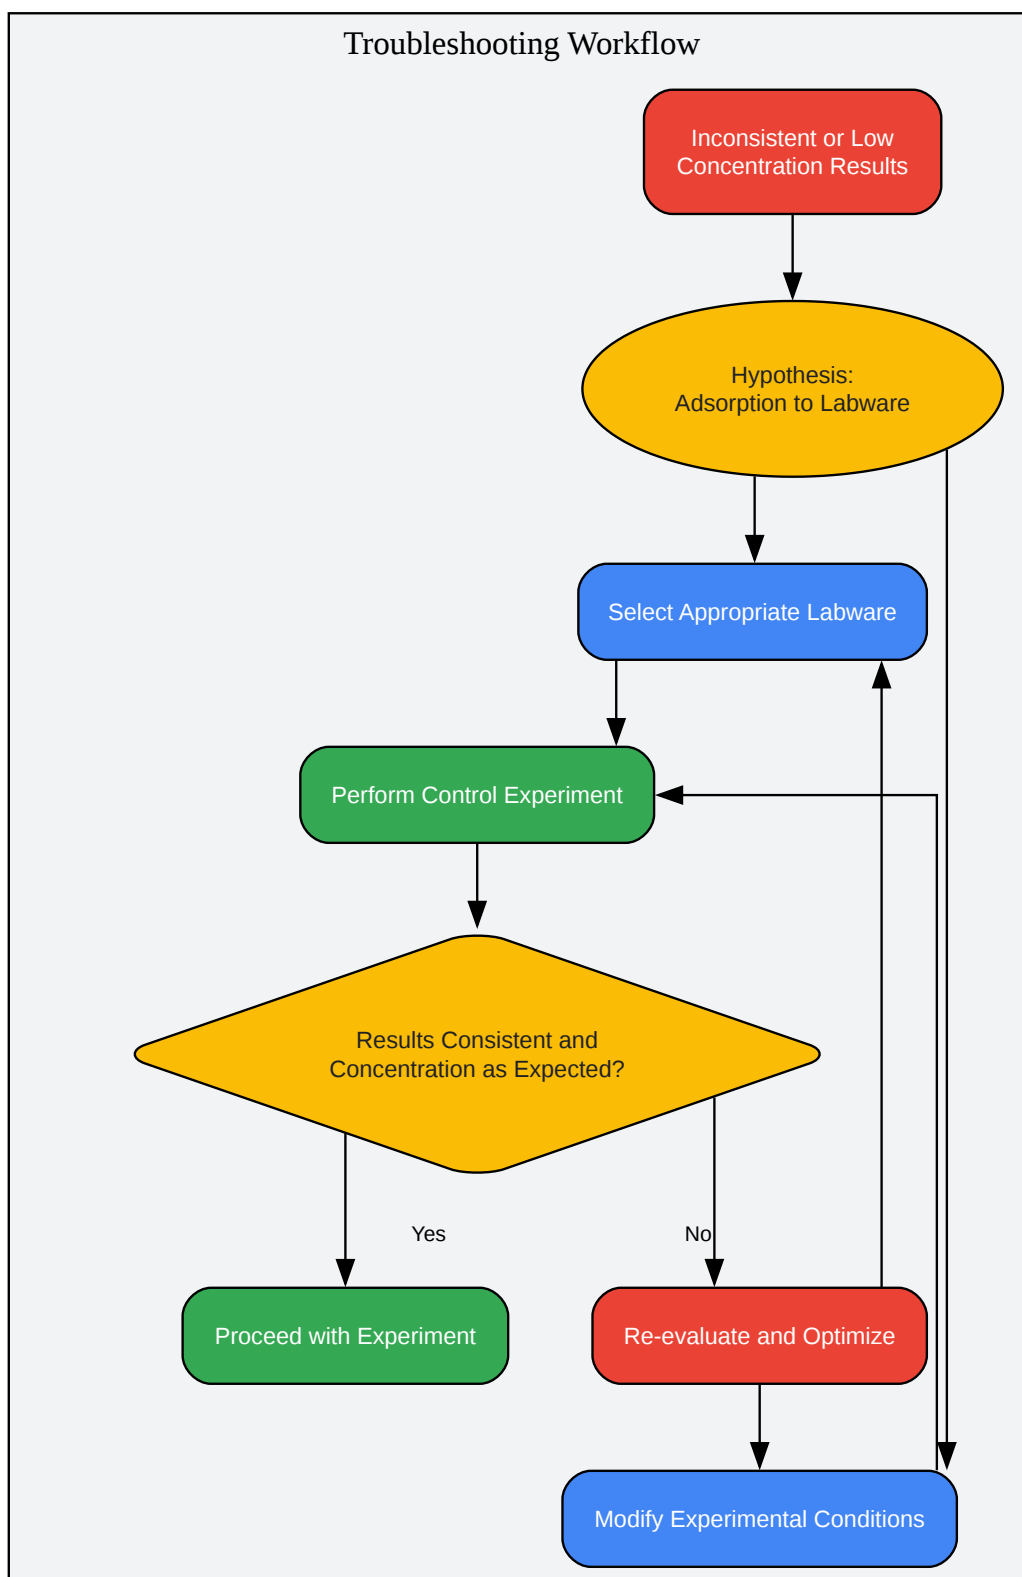 Troubleshooting Workflow
Inconsistent or Low
Concentration Results
Hypothesis:
Adsorption to Labware
Select Appropriate Labware
Perform Control Experiment
Results Consistent and
Concentration as Expected?
Yes
No
Proceed with Experiment
Re-evaluate and Optimize
Modify Experimental Conditions